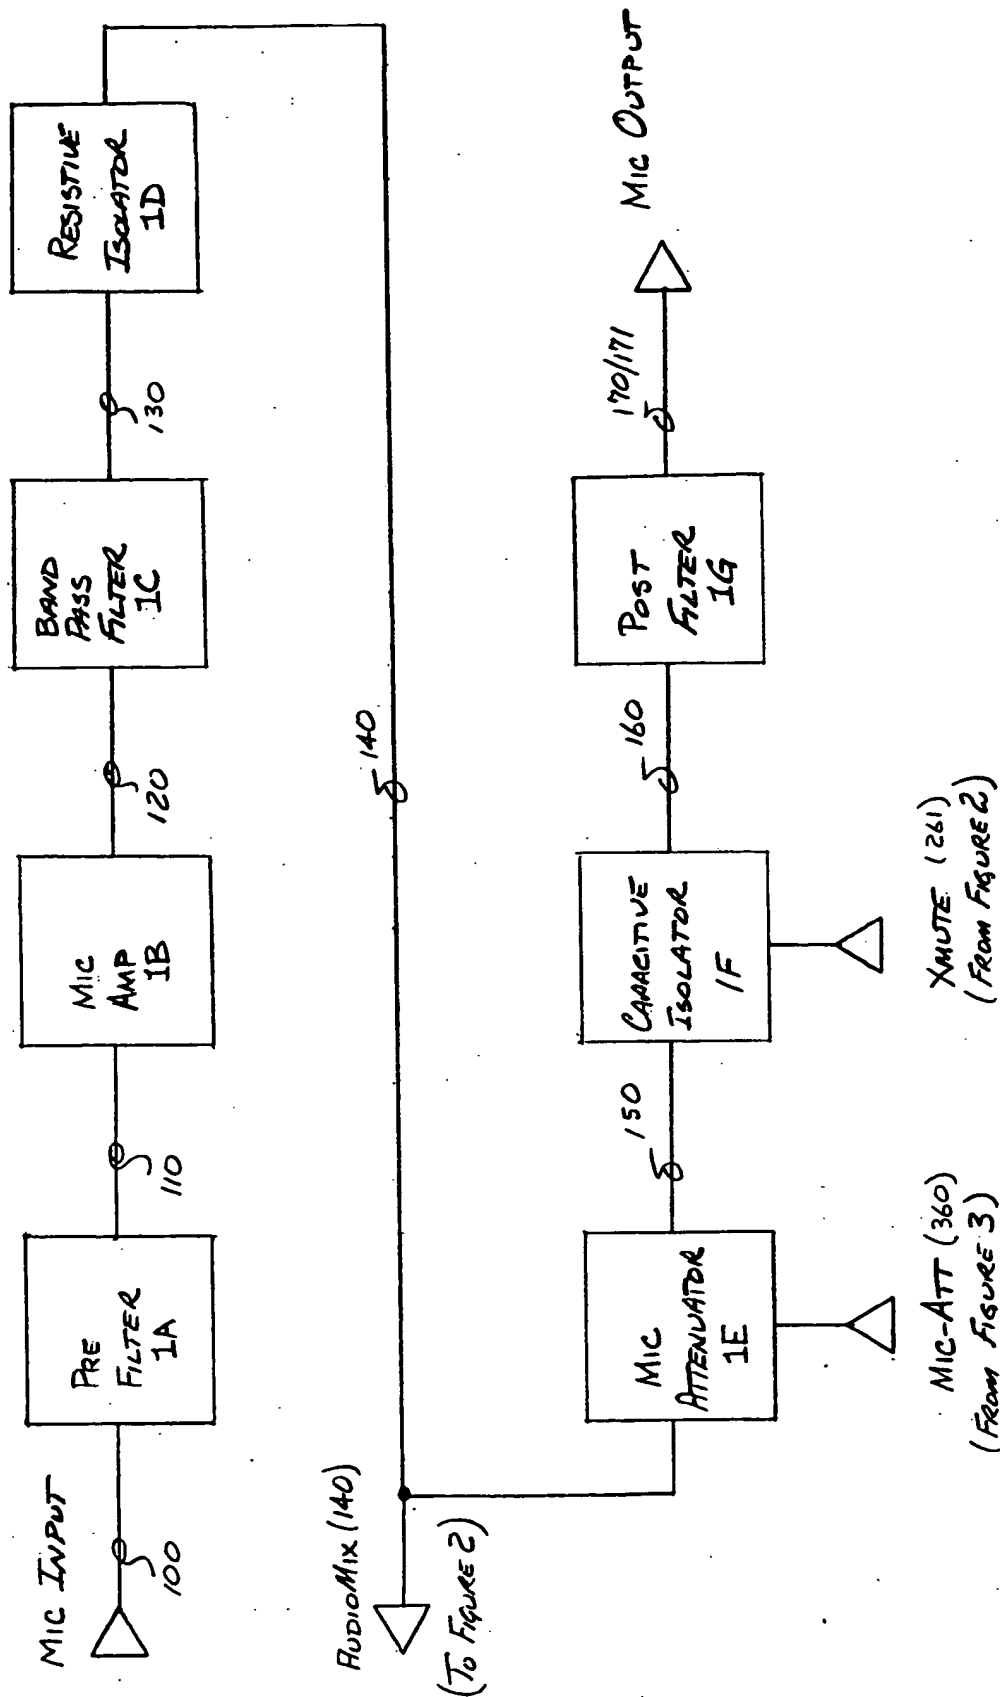 MIC INPUT
100
PRE
FILTER
1A
110
MIC
AMP
1B
120
BAND
PASS
FILTER
1C
130
RESISTIVE
ISOLATOR
1D
140
AUDIOMIX (140)
(TO FIGURE 2)
MIC
ATTENUATOR
1E
MIC-ATT (360)
(FROM FIGURE 3)
150
CAPACITIVE
ISOLATOR
1F
XMUTE (261)
(FROM FIGURE 2)
160
POST
FILTER
1G
170/171
MIC OUTPUT